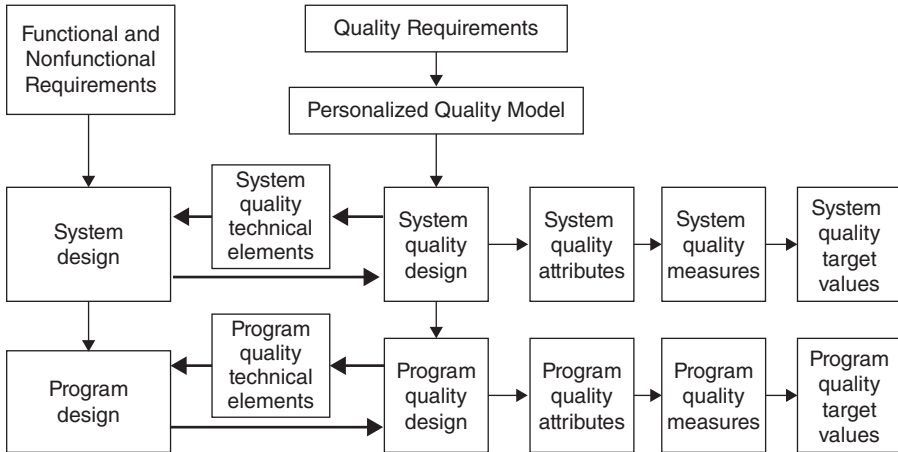 Functional and
Nonfunctional
Requirements
Quality Requirements
Personalized Quality Model
System
design
System
quality
technical
elements
System
quality
design
System
quality
attributes
System
quality
measures
System
quality
target
values
Program
design
Program
quality
technical
elements
Program
quality
design
Program
quality
attributes
Program
quality
measures
Program
quality
target
values